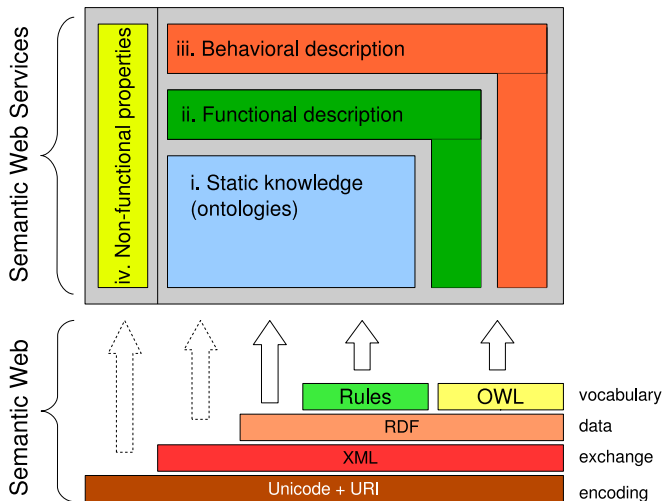 Semantic Web Services
iv. Non-functional properties
iii. Behavioral description
ii. Functional description
i. Static knowledge
(ontologies)
Semantic Web
Rules
OWL
vocabulary
RDF
data
XML
exchange
Unicode + URI
encoding